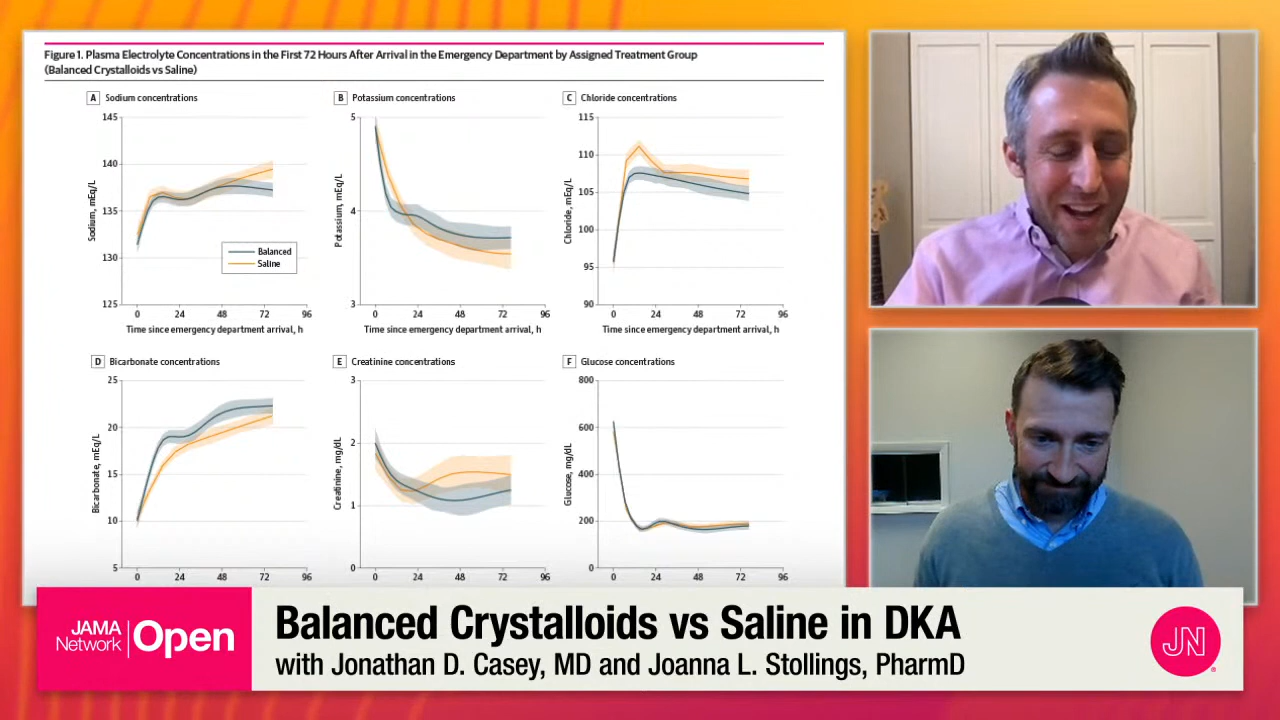 Figure 1. Plasma Electrolyte Concentrations in the First 72 Hours After Arrival in the Emergency Department by Assigned Treatment Group
(Balanced Crystalloids vs Saline)
A Sodium concentrations
145
140
135
130
125
Sodium, mEq/L
Balanced
Saline
0 24 48 72 96
Time since emergency department arrival, h
B Potassium concentrations
5
4
3
Potassium, mEq/L
0 24 48 72 96
Time since emergency department arrival, h
C Chloride concentrations
115
110
105
100
95
90
Chloride, mEq/L
0 24 48 72 96
Time since emergency department arrival, h
D Bicarbonate concentrations
25
20
15
10
5
Bicarbonate, mEq/L
0 24 48 72 96
E Creatinine concentrations
3
2
1
0
Creatinine, mg/dL
0 24 48 72 96
F Glucose concentrations
800
600
400
200
0
Glucose, mg/dL
0 24 48 72 96
JAMA
Network
Open
Balanced Crystalloids vs Saline in DKA
with Jonathan D. Casey, MD and Joanna L. Stollings, PharmD
JN